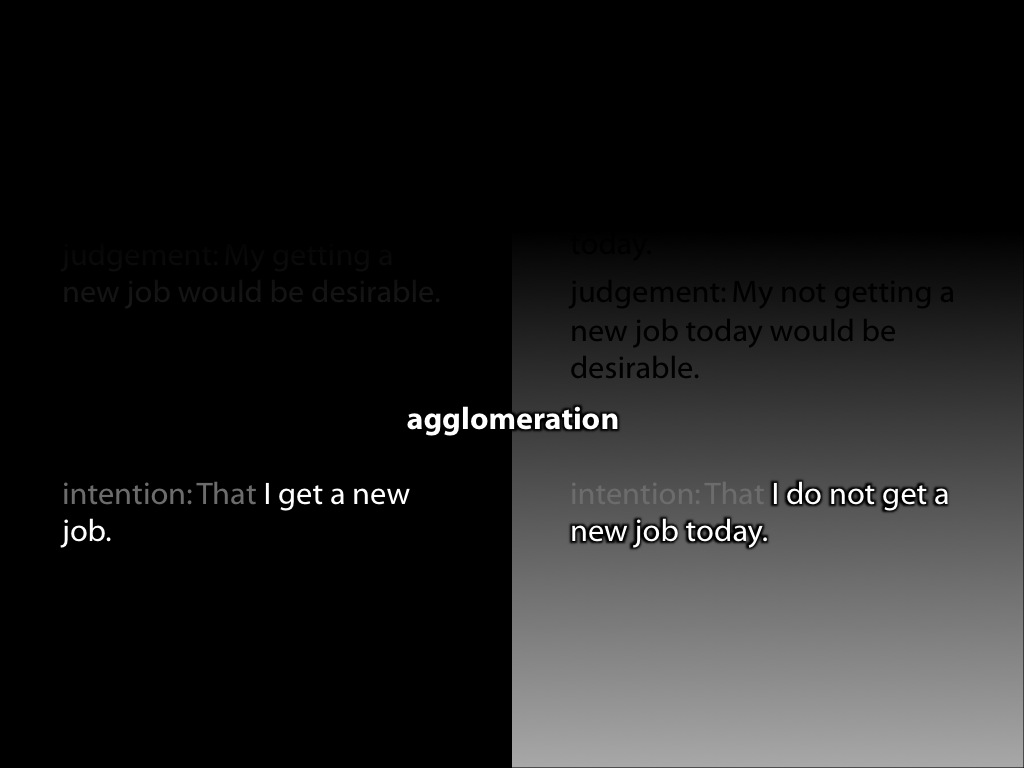 judgement: My getting a
new job would be desirable.
today.
judgement: My not getting a
new job today would be
desirable.
agglomeration
intention: That I get a new
job.
intention: That I do not get a
new job today.